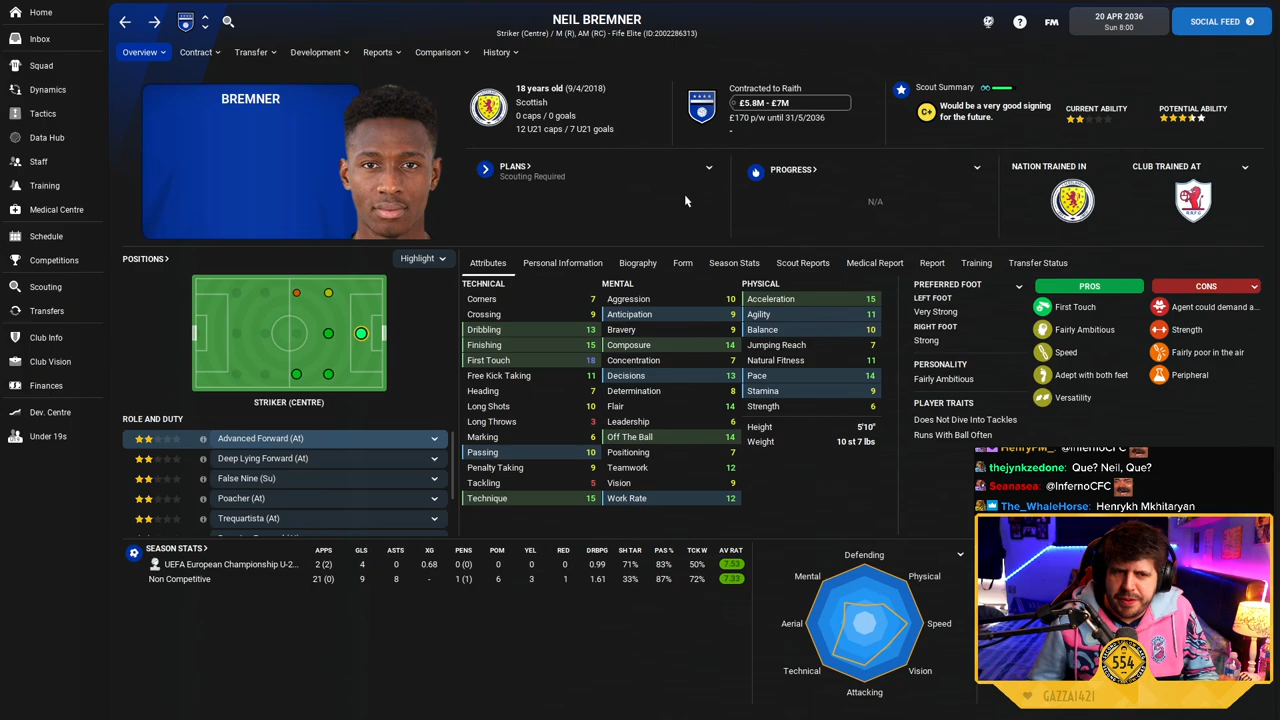 Home
Inbox
Squad
Dynamics
Tactics
Data Hub
Staff
Training
Medical Centre
Schedule
Competitions
Scouting
Transfers
Club Info
Club Vision
Finances
Dev. Centre
Under 19s
NEIL BREMNER
Striker (Centre) / M (R), AM (RC) - Fife Elite (ID:2002286313)
FM
20 APR 2036
Sun 8:00
SOCIAL FEED
Overview
Contract
Transfer
Development
Reports
Comparison
History
BREMNER
18 years old (9/4/2018)
Scottish
0 caps / 0 goals
12 U21 caps / 7 U21 goals
Contracted to Raith
£5.8M - £7M
£170 p/w until 31/5/2036
-
Scout Summary
C+
Would be a very good signing
for the future.
CURRENT ABILITY
POTENTIAL ABILITY
PLANS
Scouting Required
PROGRESS
N/A
NATION TRAINED IN
CLUB TRAINED AT
POSITIONS
Highlight
STRIKER (CENTRE)
ROLE AND DUTY
Advanced Forward (At)
Deep Lying Forward (At)
False Nine (Su)
Poacher (At)
Trequartista (At)
Attributes
Personal Information
Biography
Form
Season Stats
Scout Reports
Medical Report
Report
Training
Transfer Status
TECHNICAL
Corners 7
Crossing 9
Dribbling 13
Finishing 15
First Touch 18
Free Kick Taking 11
Heading 7
Long Shots 10
Long Throws 3
Marking 6
Passing 10
Penalty Taking 9
Tackling 5
Technique 15
MENTAL
Aggression 10
Anticipation 9
Bravery 9
Composure 14
Concentration 7
Decisions 13
Determination 8
Flair 14
Leadership 6
Off The Ball 14
Positioning 7
Teamwork 12
Vision 9
Work Rate 12
PHYSICAL
Acceleration 15
Agility 11
Balance 10
Jumping Reach 7
Natural Fitness 11
Pace 14
Stamina 9
Strength 6
Height 5'10"
Weight 10 st 7 lbs
PREFERRED FOOT
LEFT FOOT
Very Strong
RIGHT FOOT
Strong
PERSONALITY
Fairly Ambitious
PLAYER TRAITS
Does Not Dive Into Tackles
Runs With Ball Often
PROS
First Touch
Fairly Ambitious
Speed
Adept with both feet
Versatility
CONS
Agent could demand a...
Strength
Fairly poor in the air
Peripheral
HenryFM_: @InfernoCFC
thejynkzedone: Que? Neil, Que?
Seanasea: @InfernoCFC
The_WhaleHorse: Henrykh Mkhitaryan
SEASON STATS
APPS GLS ASTS XG PENS POM YEL RED DRBPG SH TAR PAS % TCK W AV RAT
UEFA European Championship U-2... 2 (2) 4 0 0.68 0 (0) 0 0 0 0.99 71% 83% 50% 7.53
Non Competitive 21 (0) 9 8 - 1 (1) 6 3 1 1.61 33% 87% 72% 7.33
Defending
Physical
Speed
Vision
Attacking
Technical
Aerial
Mental
554
GAZZA1421